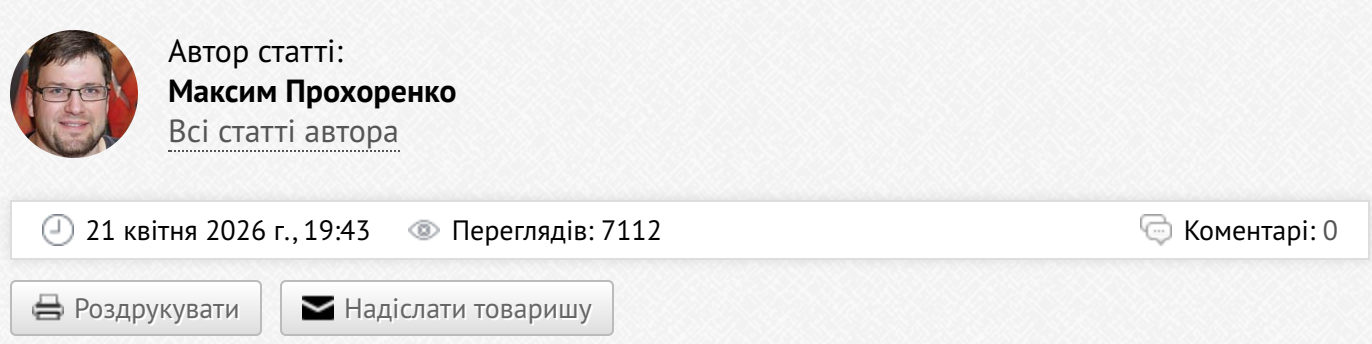 Автор статті:
Максим Прохоренко
Всі статті автора
21 квітня 2026 г., 19:43 Переглядів: 7112 Коментарі: 0
Роздрукувати Надіслати товаришу